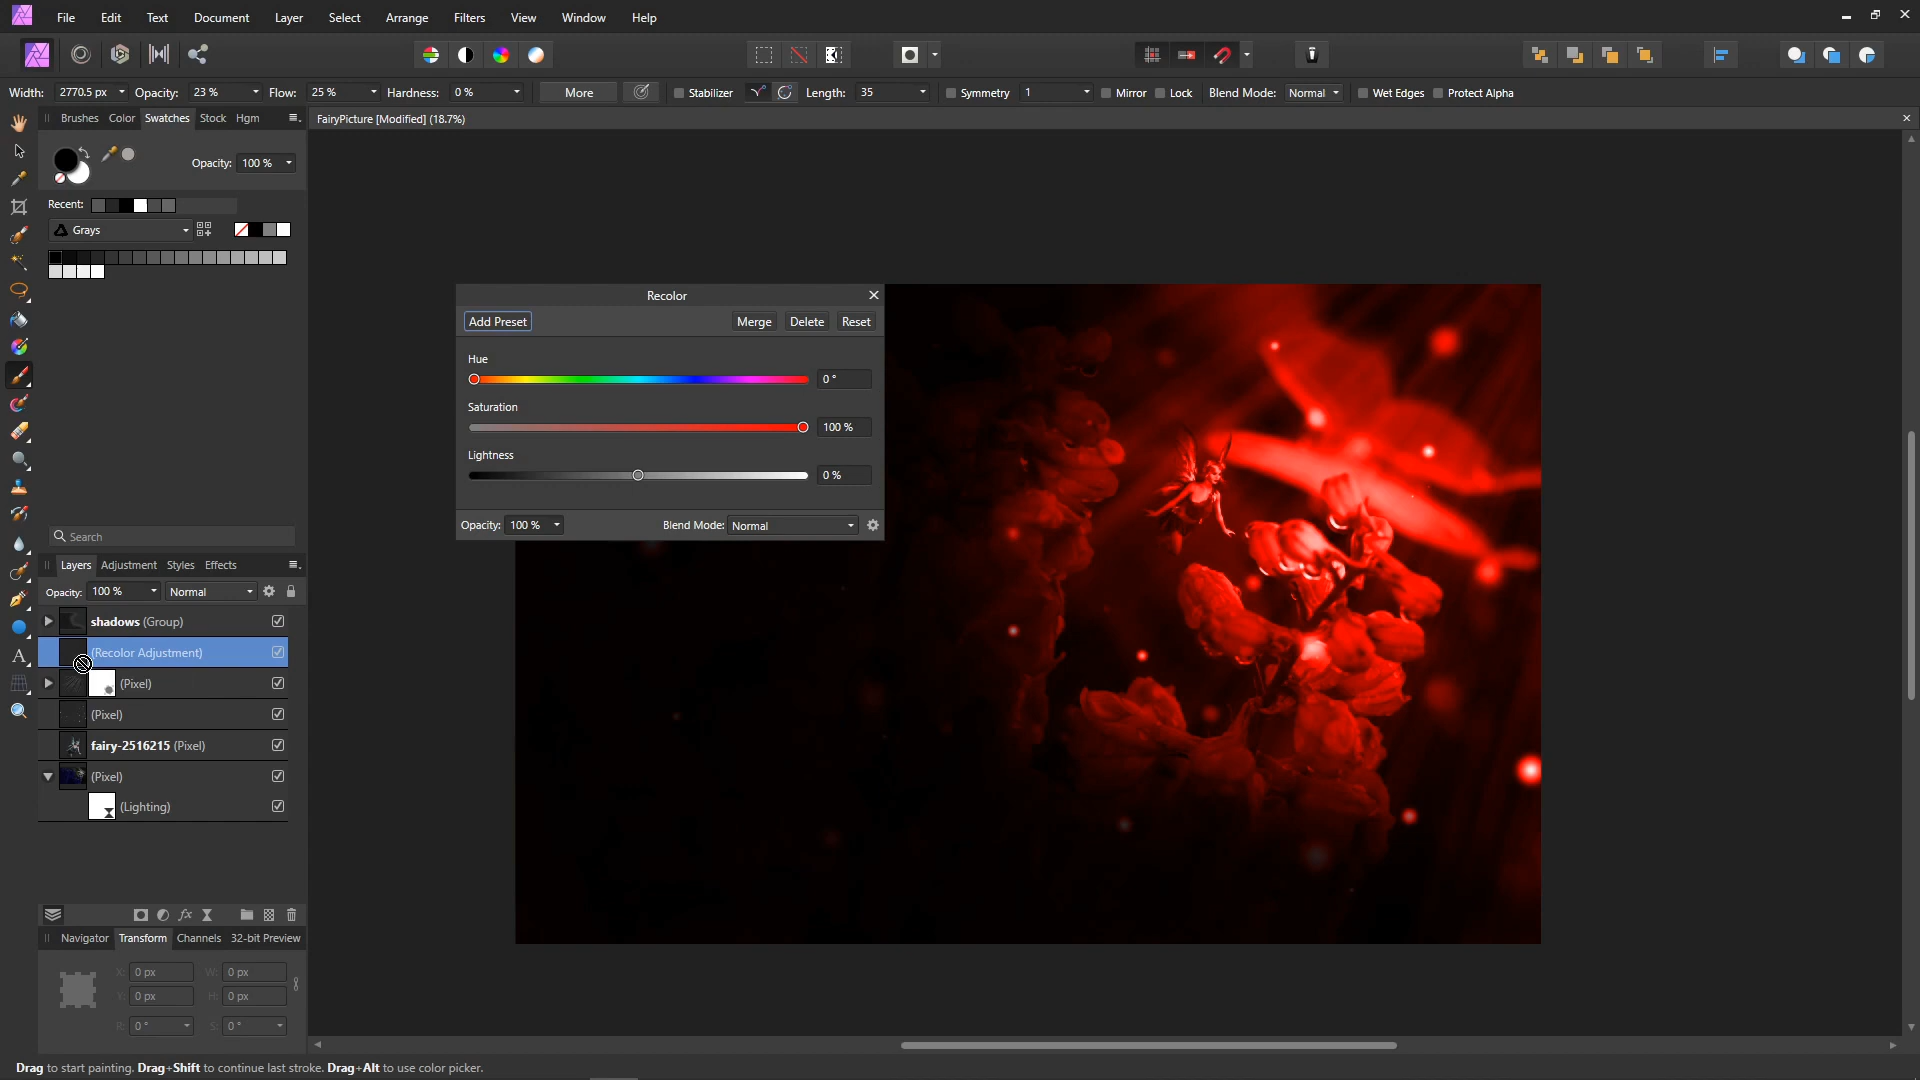 File Edit Text Document Layer Select Arrange Filters View Window Help
Width: 2770.5 px Opacity: 23 % Flow: 25 % Hardness: 0 % More Stabilizer Length: 35 Symmetry 1 Mirror Lock Blend Mode: Normal Wet Edges Protect Alpha
Brushes Color Swatches Stock Hgm
FairyPicture [Modified] (18.7%)
Opacity: 100 %
Recent:
Grays
Recolor
Add Preset Merge Delete Reset
Hue
0 °
Saturation
100 %
Lightness
0 %
Opacity: 100 % Blend Mode: Normal
Search
Layers Adjustment Styles Effects
Opacity: 100 % Normal
shadows (Group)
(Recolor Adjustment)
(Pixel)
(Pixel)
fairy-2516215 (Pixel)
(Pixel)
(Lighting)
Navigator Transform Channels 32-bit Preview
X: 0 px W: 0 px
Y: 0 px H: 0 px
R: 0 ° S: 0 °
Drag to start painting. Drag+Shift to continue last stroke. Drag+Alt to use color picker.